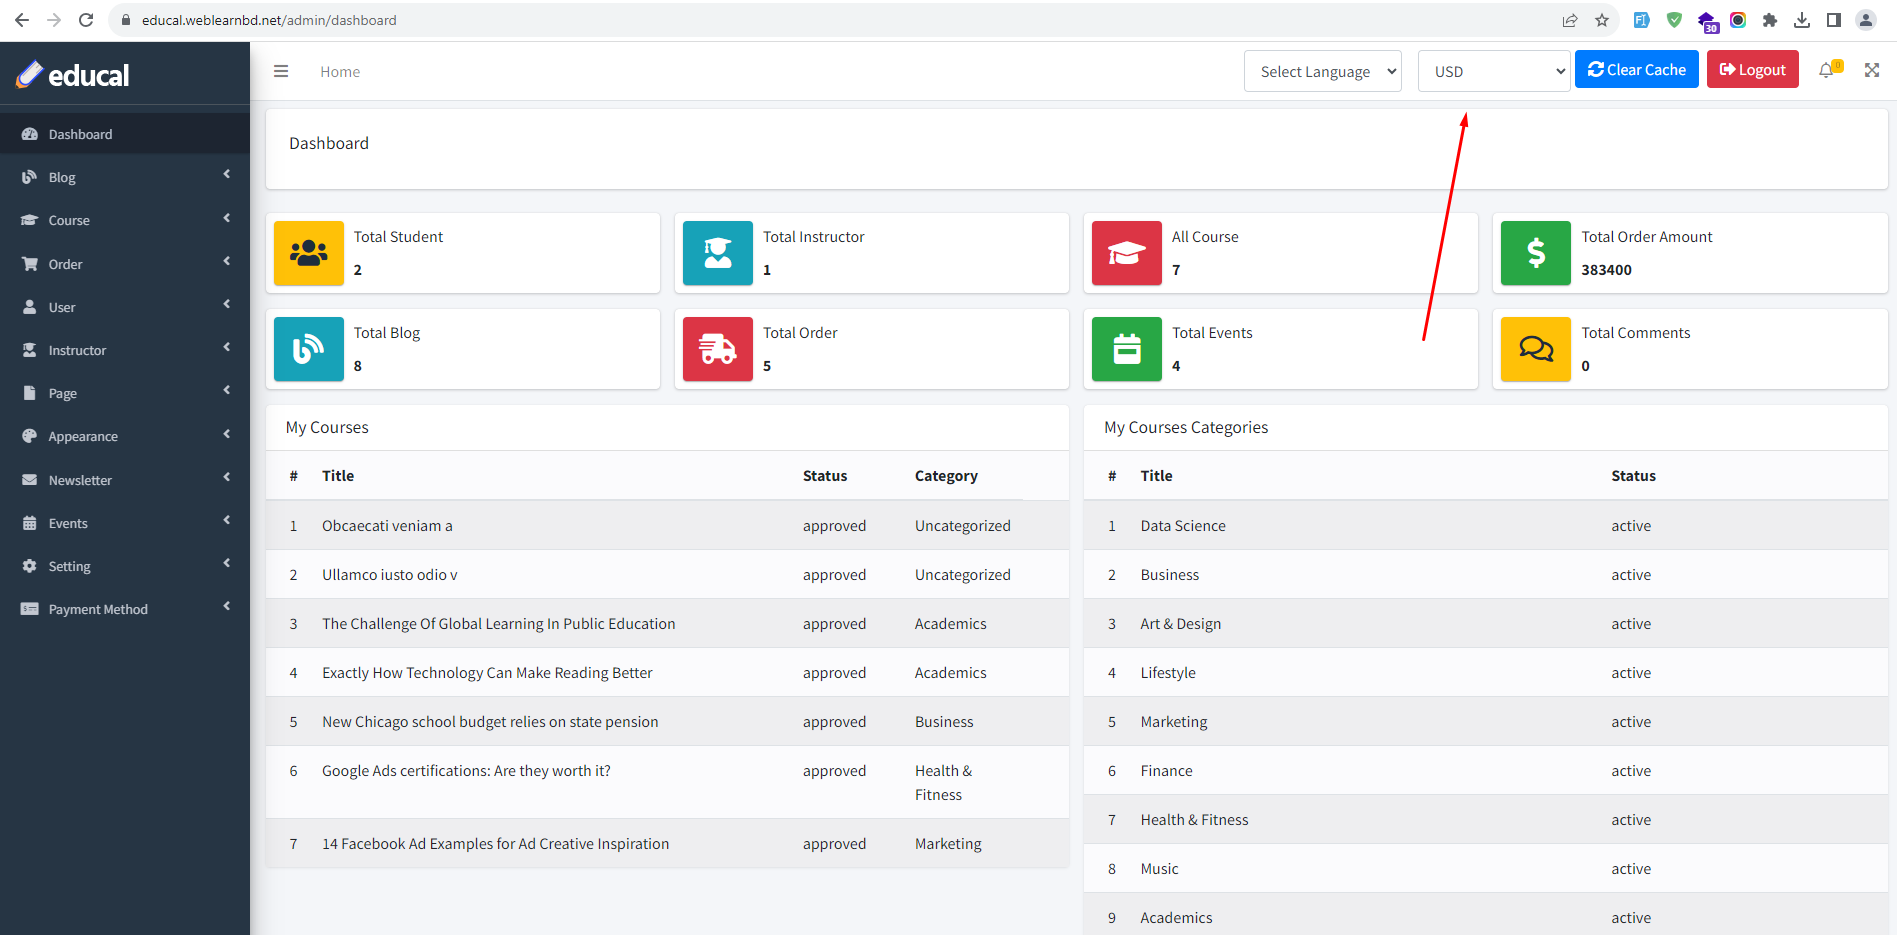 educal.weblearnbd.net/admin/dashboard
30
educal
Home
Select Language
USD
Clear Cache
Logout
0
Dashboard
Blog
Course
Order
User
Instructor
Page
Appearance
Newsletter
Events
Setting
Payment Method
Dashboard
Total Student
2
Total Instructor
1
All Course
7
Total Order Amount
383400
Total Blog
8
Total Order
5
Total Events
4
Total Comments
0
My Courses
# Title Status Category
1 Obcaecati veniam a approved Uncategorized
2 Ullamco iusto odio v approved Uncategorized
3 The Challenge Of Global Learning In Public Education approved Academics
4 Exactly How Technology Can Make Reading Better approved Academics
5 New Chicago school budget relies on state pension approved Business
6 Google Ads certifications: Are they worth it? approved Health &
Fitness
7 14 Facebook Ad Examples for Ad Creative Inspiration approved Marketing
My Courses Categories
# Title Status
1 Data Science active
2 Business active
3 Art & Design active
4 Lifestyle active
5 Marketing active
6 Finance active
7 Health & Fitness active
8 Music active
9 Academics active